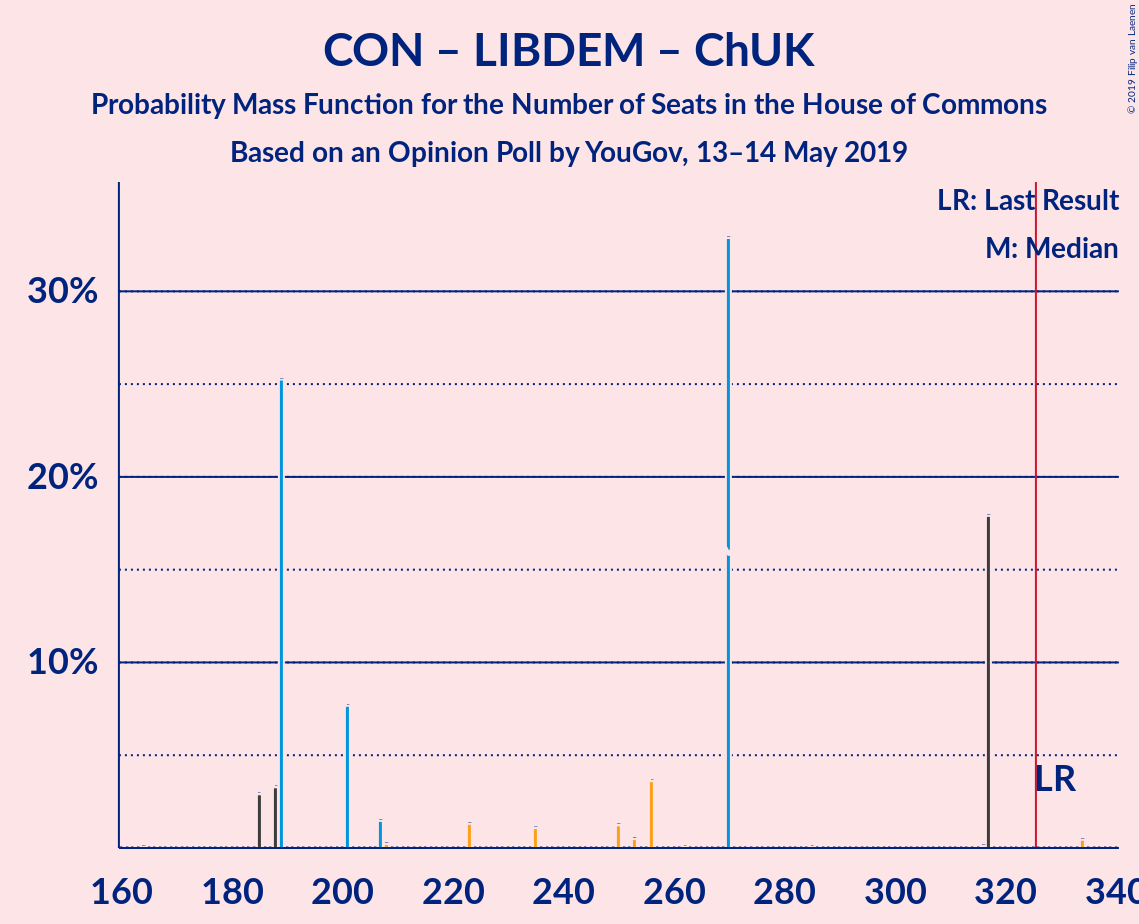 CON – LIBDEM – ChUK
Probability Mass Function for the Number of Seats in the House of Commons
Based on an Opinion Poll by YouGov, 13–14 May 2019
© 2019 Filip van Laenen
LR: Last Result
M: Median
30%
20%
10%
LR
160 180 200 220 240 260 280 300 320 340